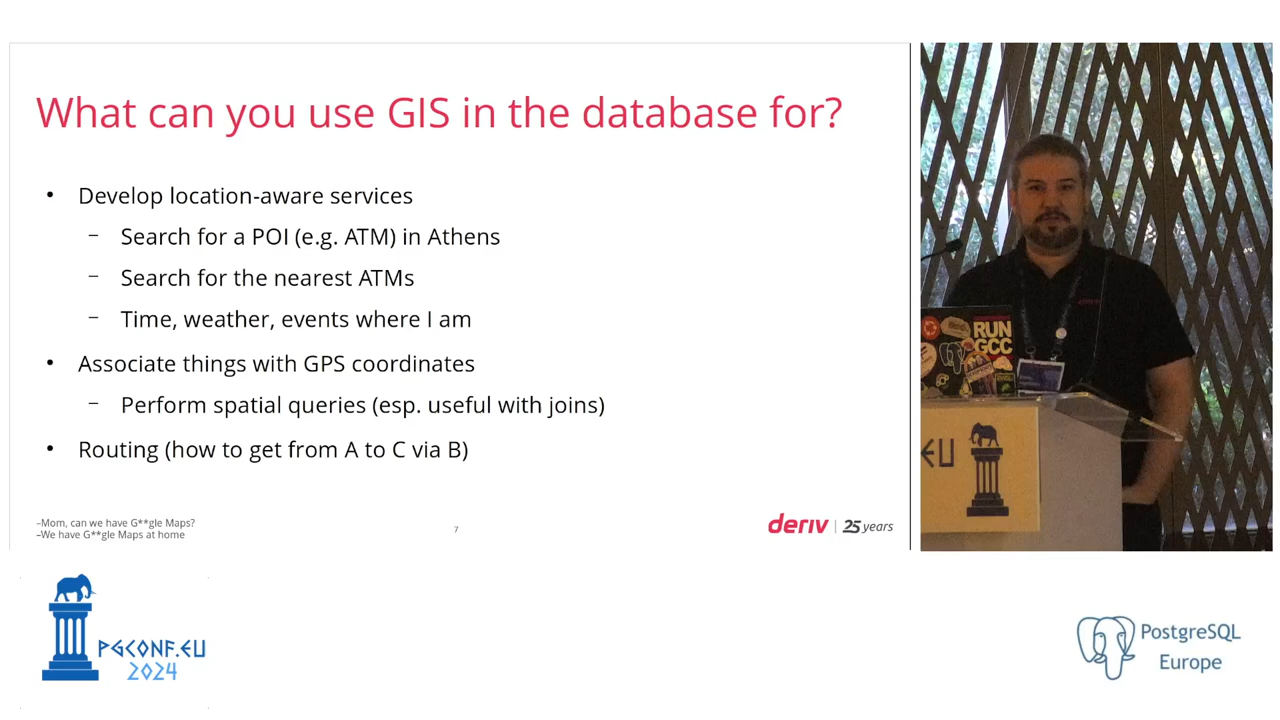 What can you use GIS in the database for?
• Develop location-aware services
– Search for a POI (e.g. ATM) in Athens
– Search for the nearest ATMs
– Time, weather, events where I am
• Associate things with GPS coordinates
– Perform spatial queries (esp. useful with joins)
• Routing (how to get from A to C via B)
–Mom, can we have G**gle Maps?
–We have G**gle Maps at home
7
deriv | 25 years
RUN
GCC
EU
PGCONF.EU
2024
PostgreSQL
Europe